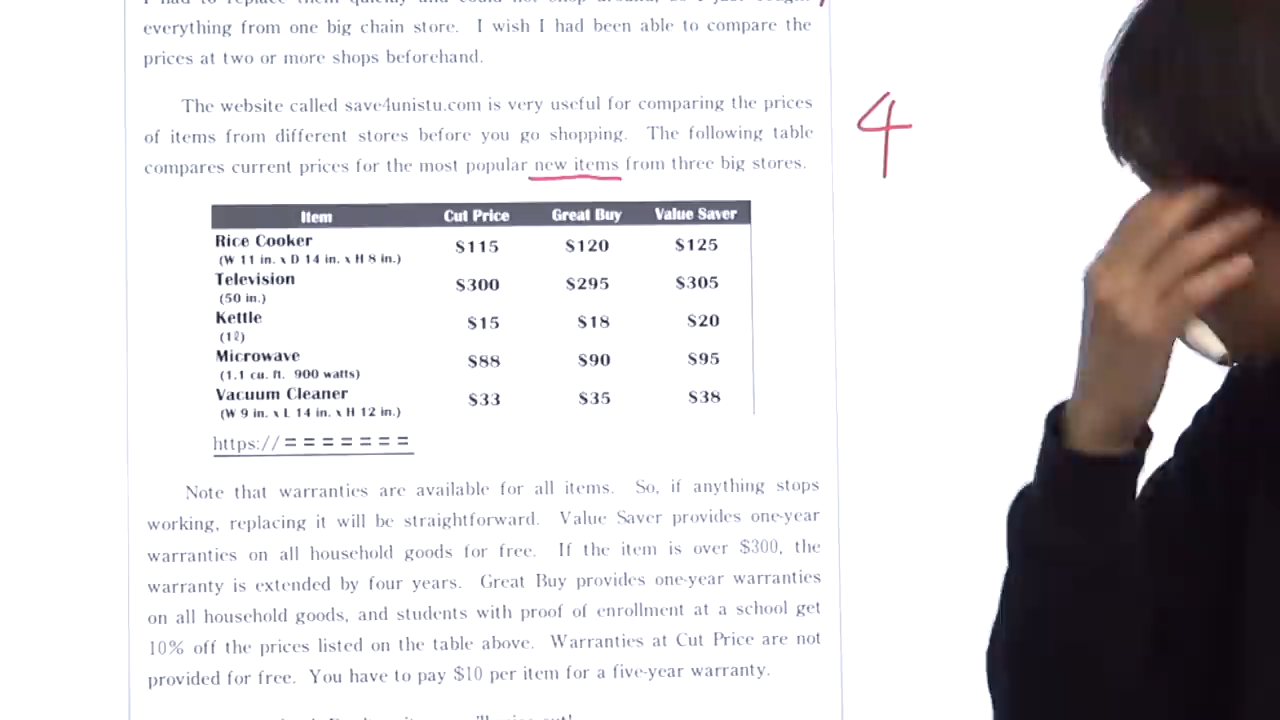 everything from one big chain store. I wish I had been able to compare the
prices at two or more shops beforehand.
The website called save4unistu.com is very useful for comparing the prices
of items from different stores before you go shopping. The following table
compares current prices for the most popular new items from three big stores.
4
Item Cut Price Great Buy Value Saver
Rice Cooker $115 $120 $125
(W 11 in. x D 14 in. x H 8 in.)
Television $300 $295 $305
(50 in.)
Kettle $15 $18 $20
(1ℓ)
Microwave $88 $90 $95
(1.1 cu. ft. 900 watts)
Vacuum Cleaner $33 $35 $38
(W 9 in. x L 14 in. x H 12 in.)
https:// = = = = = = =
Note that warranties are available for all items. So, if anything stops
working, replacing it will be straightforward. Value Saver provides one-year
warranties on all household goods for free. If the item is over $300, the
warranty is extended by four years. Great Buy provides one-year warranties
on all household goods, and students with proof of enrollment at a school get
10% off the prices listed on the table above. Warranties at Cut Price are not
provided for free. You have to pay $10 per item for a five-year warranty.